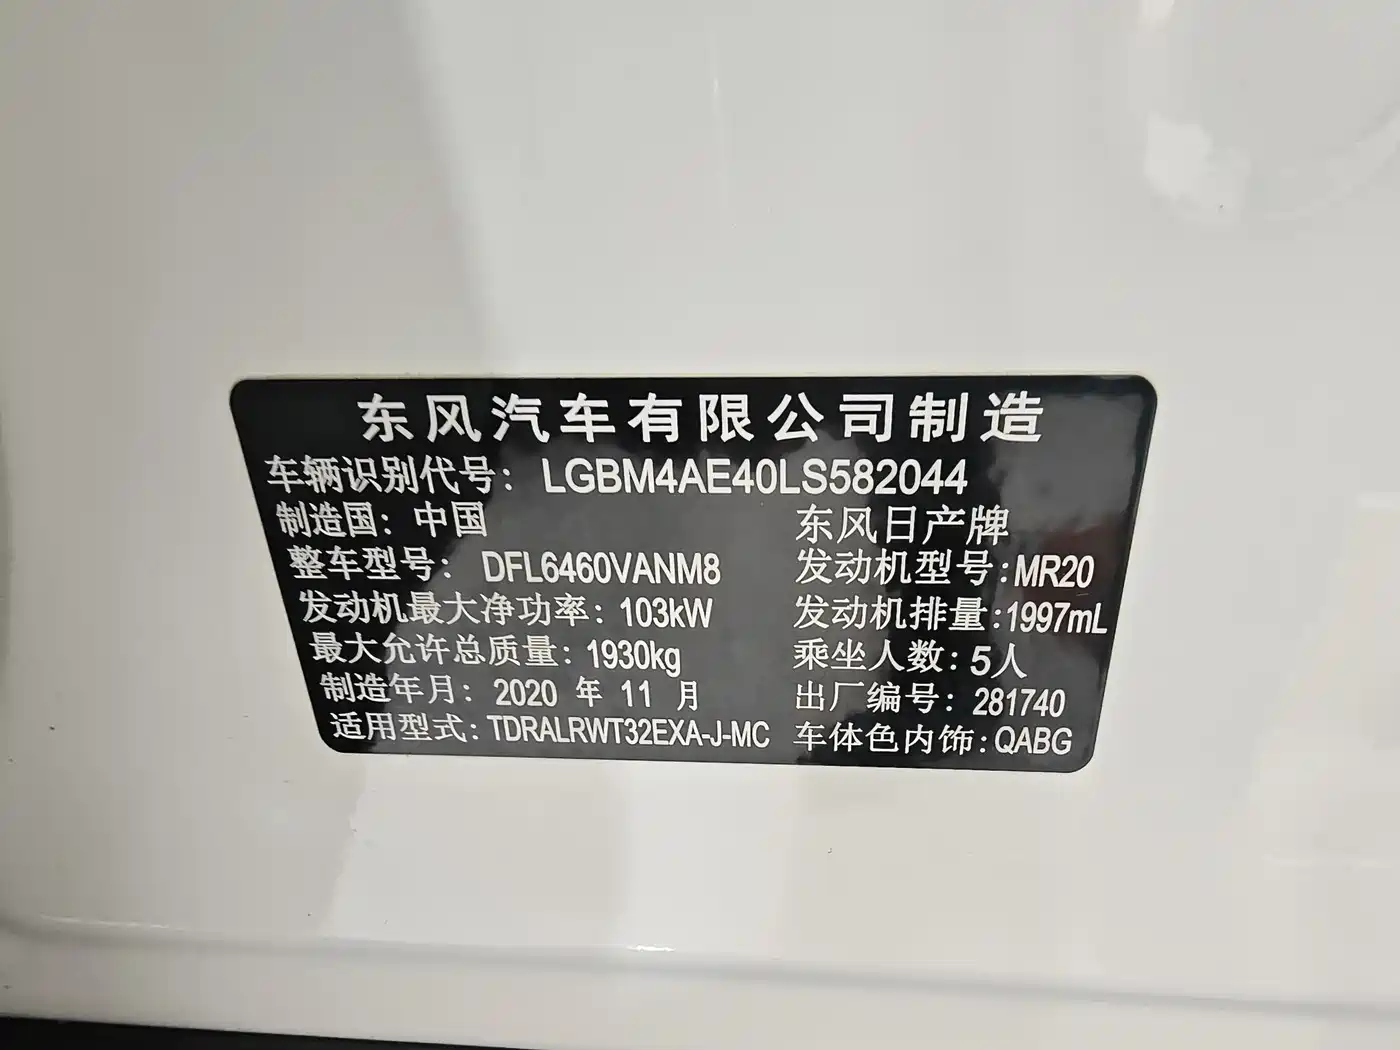 东风汽车有限公司制造
车辆识别代号：LGBM4AE40LS582044
制造国：中国 东风日产牌
整车型号：DFL6460VANM8 发动机型号：MR20
发动机最大净功率：103kW 发动机排量：1997mL
最大允许总质量：1930kg 乘坐人数：5人
制造年月：2020 年 11 月 出厂编号：281740
适用型式：TDRALRWT32EXA-J-MC 车体色内饰：QABG